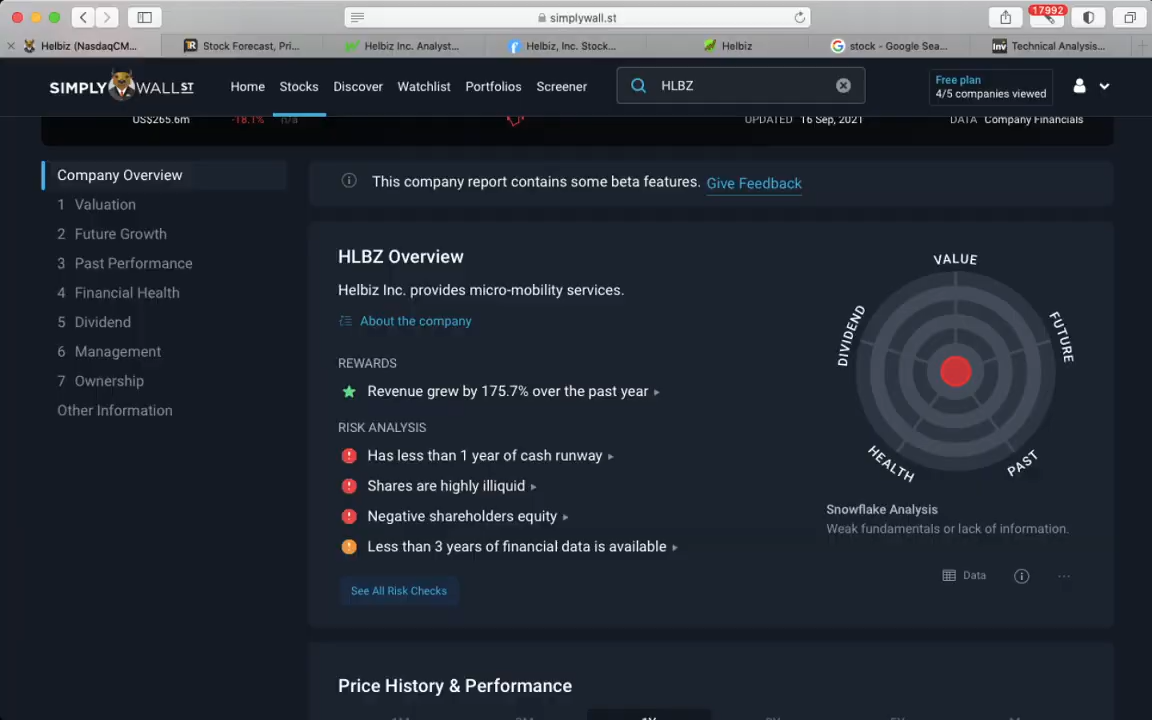 simplywall.st
17992
Helbiz (NasdaqCM...
Stock Forecast, Pri...
Helbiz Inc. Analyst...
Helbiz, Inc. Stock...
Helbiz
stock - Google Sea...
Technical Analysis...
SIMPLY WALL ST
Home
Stocks
Discover
Watchlist
Portfolios
Screener
HLBZ
Free plan
4/5 companies viewed
US$265.6m
-18.1%
n/a
UPDATED 16 Sep, 2021
DATA Company Financials
Company Overview
1 Valuation
2 Future Growth
3 Past Performance
4 Financial Health
5 Dividend
6 Management
7 Ownership
Other Information
This company report contains some beta features. Give Feedback
HLBZ Overview
Helbiz Inc. provides micro-mobility services.
About the company
REWARDS
Revenue grew by 175.7% over the past year
RISK ANALYSIS
Has less than 1 year of cash runway
Shares are highly illiquid
Negative shareholders equity
Less than 3 years of financial data is available
See All Risk Checks
VALUE
FUTURE
PAST
HEALTH
DIVIDEND
Snowflake Analysis
Weak fundamentals or lack of information.
Data
Price History & Performance
1Y